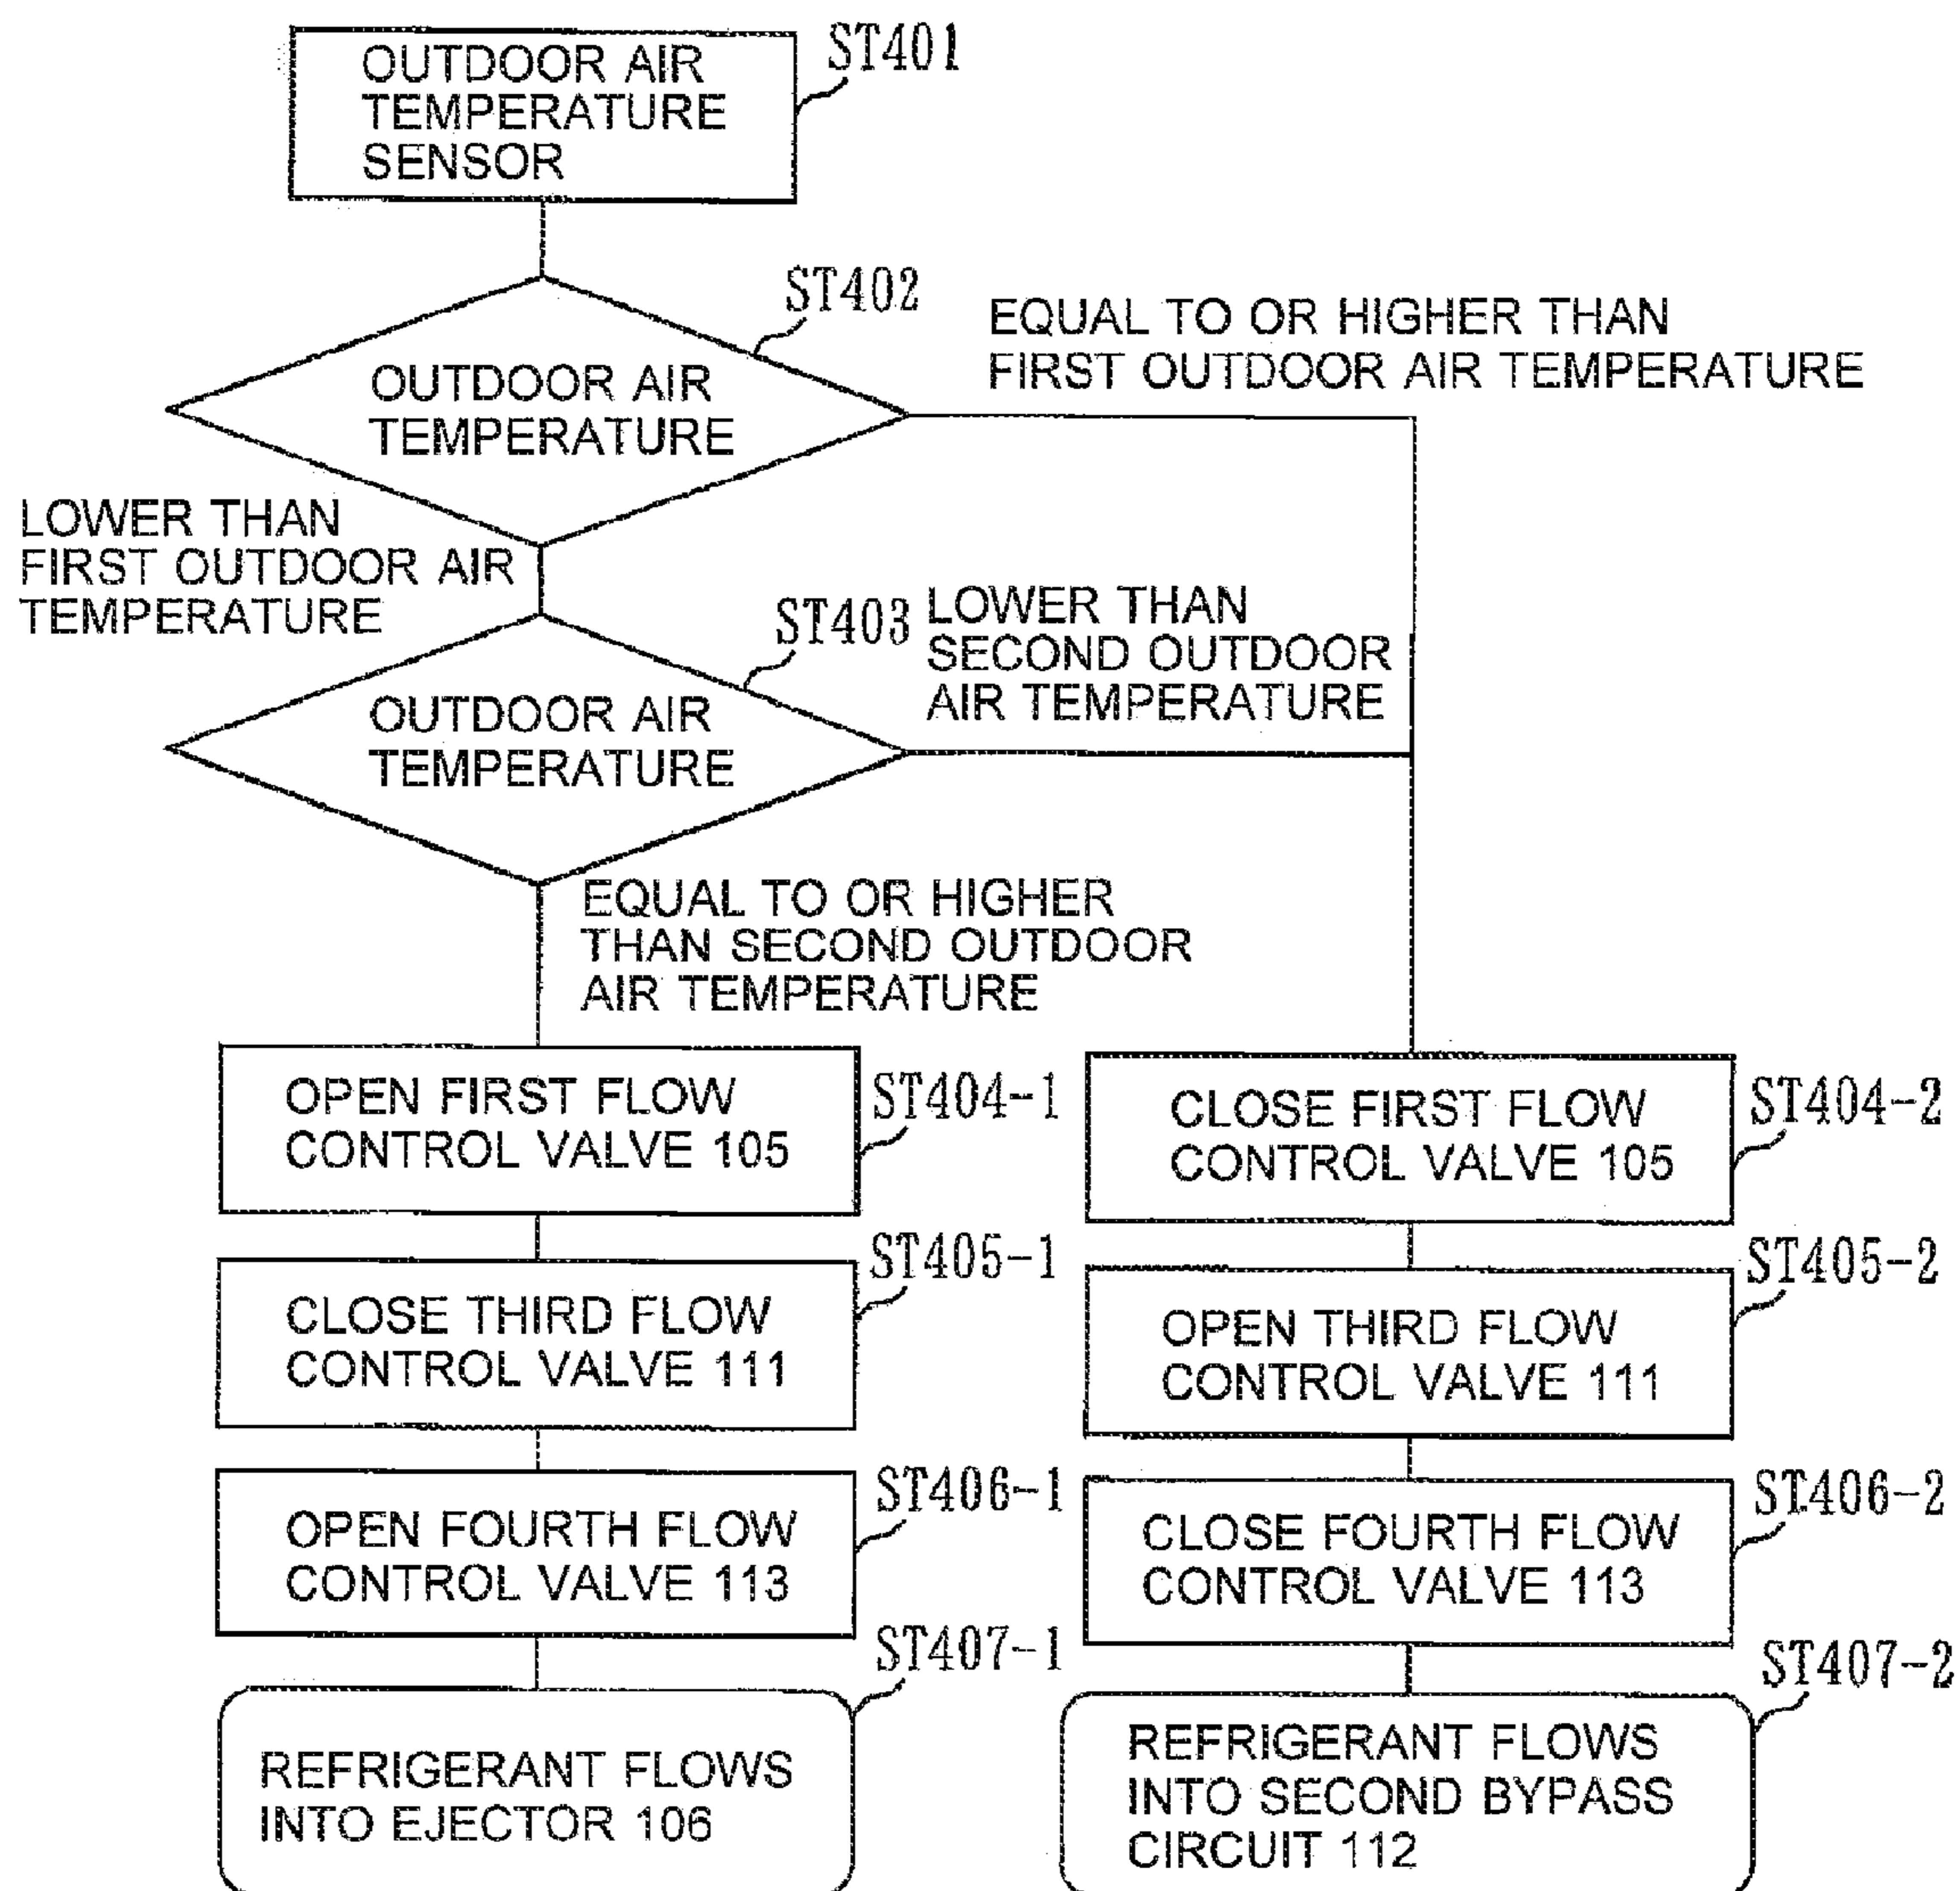 OUTDOOR AIR
TEMPERATURE
SENSOR
ST401
ST402
OUTDOOR AIR
TEMPERATURE
EQUAL TO OR HIGHER THAN
FIRST OUTDOOR AIR TEMPERATURE
LOWER THAN
FIRST OUTDOOR AIR
TEMPERATURE
ST403
OUTDOOR AIR
TEMPERATURE
LOWER THAN
SECOND OUTDOOR
AIR TEMPERATURE
EQUAL TO OR HIGHER
THAN SECOND OUTDOOR
AIR TEMPERATURE
OPEN FIRST FLOW
CONTROL VALVE 105
ST404-1
CLOSE FIRST FLOW
CONTROL VALVE 105
ST404-2
CLOSE THIRD FLOW
CONTROL VALVE 111
ST405-1
OPEN THIRD FLOW
CONTROL VALVE 111
ST405-2
OPEN FOURTH FLOW
CONTROL VALVE 113
ST406-1
CLOSE FOURTH FLOW
CONTROL VALVE 113
ST406-2
REFRIGERANT FLOWS
INTO EJECTOR 106
ST407-1
REFRIGERANT FLOWS
INTO SECOND BYPASS
CIRCUIT 112
ST407-2